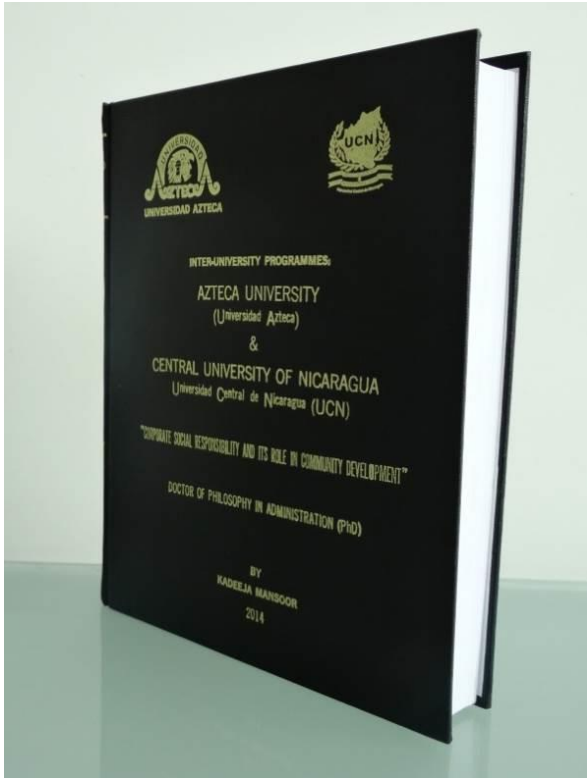 UNIVERSIDAD
AZTECA
UNIVERSIDAD AZTECA
UCN
INTER-UNIVERSITY PROGRAMMES:
AZTECA UNIVERSITY
(Universidad Azteca)
&
CENTRAL UNIVERSITY OF NICARAGUA
Universidad Central de Nicaragua (UCN)
"CORPORATE SOCIAL RESPONSIBILITY AND ITS ROLE IN COMMUNITY DEVELOPMENT"
DOCTOR OF PHILOSOPHY IN ADMINISTRATION (PhD)
BY
KADEEJA MANSOOR
2014